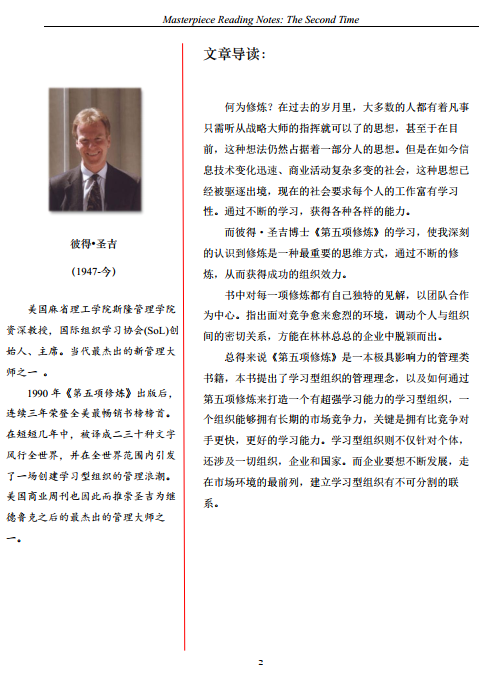 Masterpiece Reading Notes: The Second Time
彼得•圣吉
(1947-今)
美国麻省理工学院斯隆管理学院
资深教授，国际组织学习协会(SoL)创
始人、主席。当代最杰出的新管理大
师之一 。
1990 年《第五项修炼》出版后，
连续三年荣登全美最畅销书榜榜首。
在短短几年中，被译成二三十种文字
风行全世界，并在全世界范围内引发
了一场创建学习型组织的管理浪潮。
美国商业周刊也因此而推崇圣吉为继
德鲁克之后的最杰出的管理大师之
一。
文章导读：
何为修炼？在过去的岁月里，大多数的人都有着凡事
只需听从战略大师的指挥就可以了的思想，甚至于在目
前，这种想法仍然占据着一部分人的思想。但是在如今信
息技术变化迅速、商业活动复杂多变的社会，这种思想已
经被驱逐出境，现在的社会要求每个人的工作富有学习
性。通过不断的学习，获得各种各样的能力。
而彼得·圣吉博士《第五项修炼》的学习，使我深刻
的认识到修炼是一种最重要的思维方式，通过不断的修
炼，从而获得成功的组织效力。
书中对每一项修炼都有自己独特的见解，以团队合作
为中心。指出面对竞争愈来愈烈的环境，调动个人与组织
间的密切关系，方能在林林总总的企业中脱颖而出。
总得来说《第五项修炼》是一本极具影响力的管理类
书籍，本书提出了学习型组织的管理理念，以及如何通过
第五项修炼来打造一个有超强学习能力的学习型组织，一
个组织能够拥有长期的市场竞争力，关键是拥有比竞争对
手更快，更好的学习能力。学习型组织则不仅针对个体，
还涉及一切组织，企业和国家。而企业要想不断发展，走
在市场环境的最前列，建立学习型组织有不可分割的联
系。
2